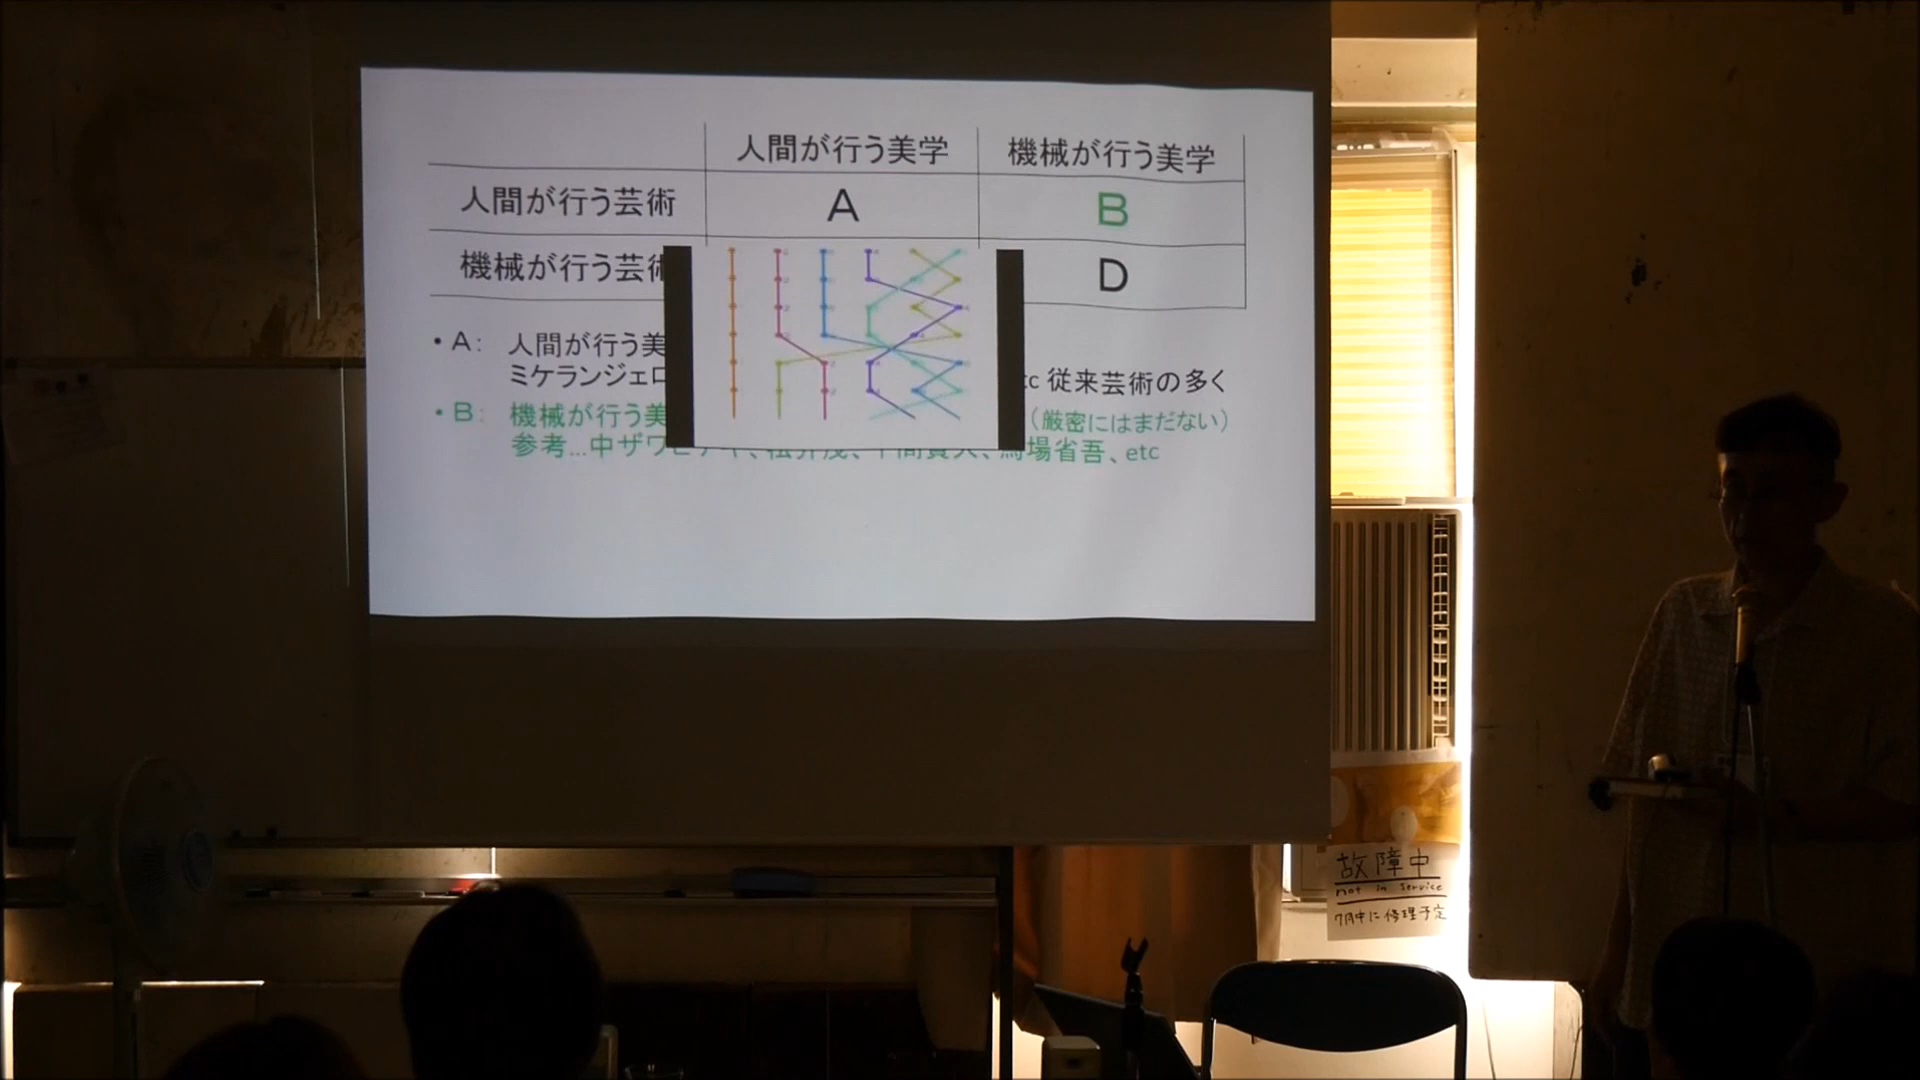 人間が行う美学 機械が行う美学
人間が行う芸術 A B
機械が行う芸術 D
・A: 人間が行う美
ミケランジェロ etc 従来芸術の多く
・B: 機械が行う美 (厳密にはまだない)
参考…中ザワヒデキ、松井茂、 馬場省吾、etc
故障中
not in service
7月中に修理予定